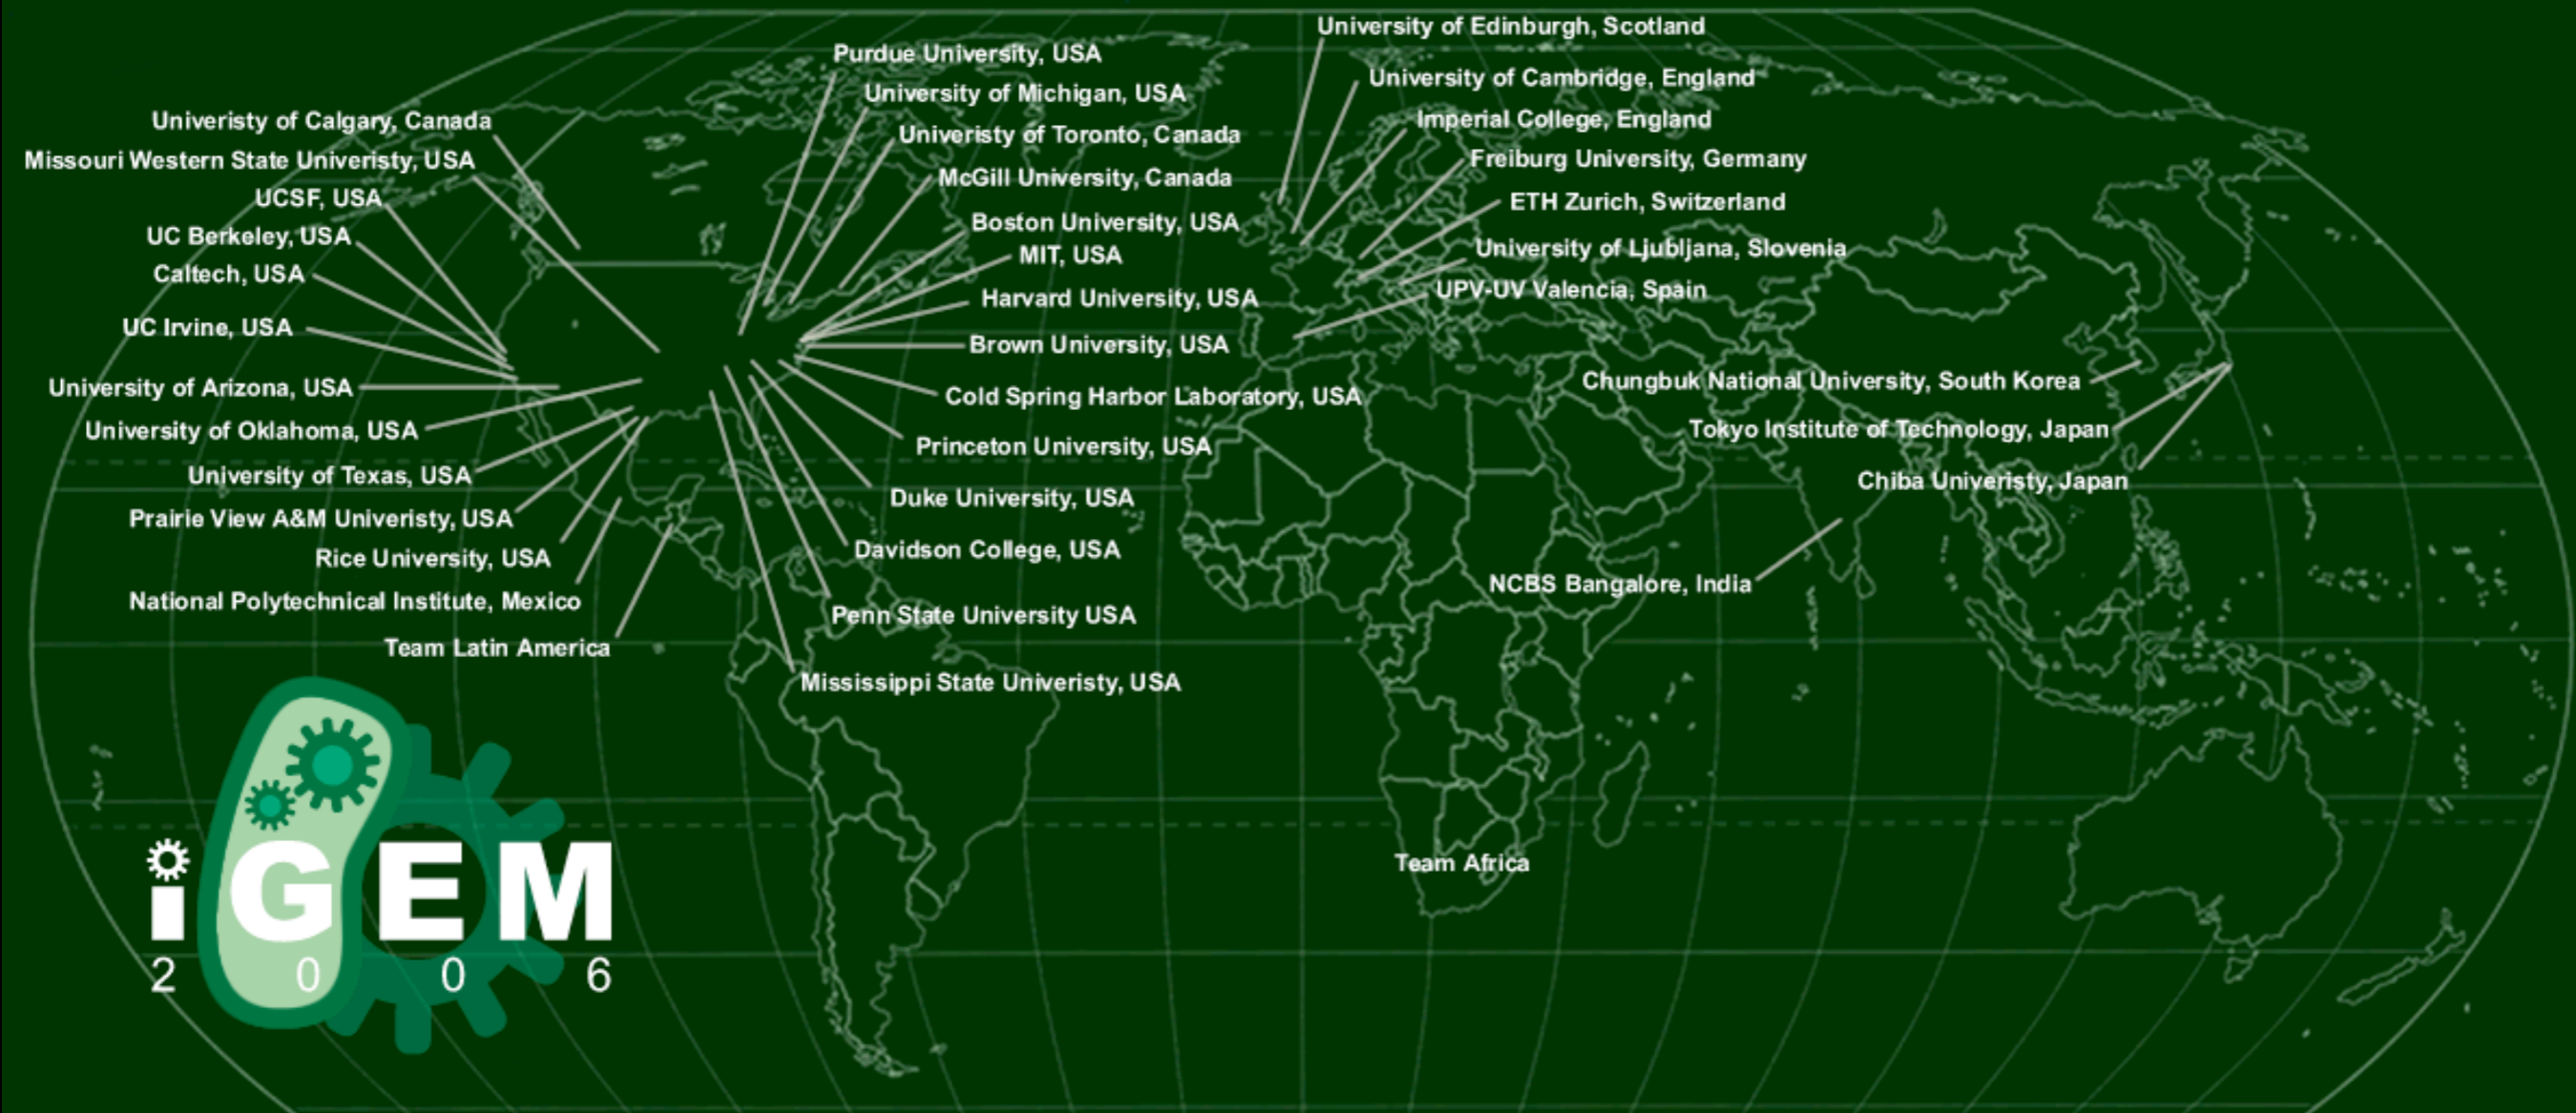 Univeristy of Calgary, Canada
Missouri Western State Univeristy, USA
UCSF, USA
UC Berkeley, USA
Caltech, USA
UC Irvine, USA
University of Arizona, USA
University of Oklahoma, USA
University of Texas, USA
Prairie View A&M Univeristy, USA
Rice University, USA
National Polytechnical Institute, Mexico
Team Latin America
Purdue University, USA
University of Michigan, USA
Univeristy of Toronto, Canada
McGill University, Canada
Boston University, USA
MIT, USA
Harvard University, USA
Brown University, USA
Cold Spring Harbor Laboratory, USA
Princeton University, USA
Duke University, USA
Davidson College, USA
Penn State University USA
Mississippi State Univeristy, USA
University of Edinburgh, Scotland
University of Cambridge, England
Imperial College, England
Freiburg University, Germany
ETH Zurich, Switzerland
University of Ljubljana, Slovenia
UPV-UV Valencia, Spain
Chungbuk National University, South Korea
Tokyo Institute of Technology, Japan
Chiba Univeristy, Japan
NCBS Bangalore, India
Team Africa
iGEM
2006